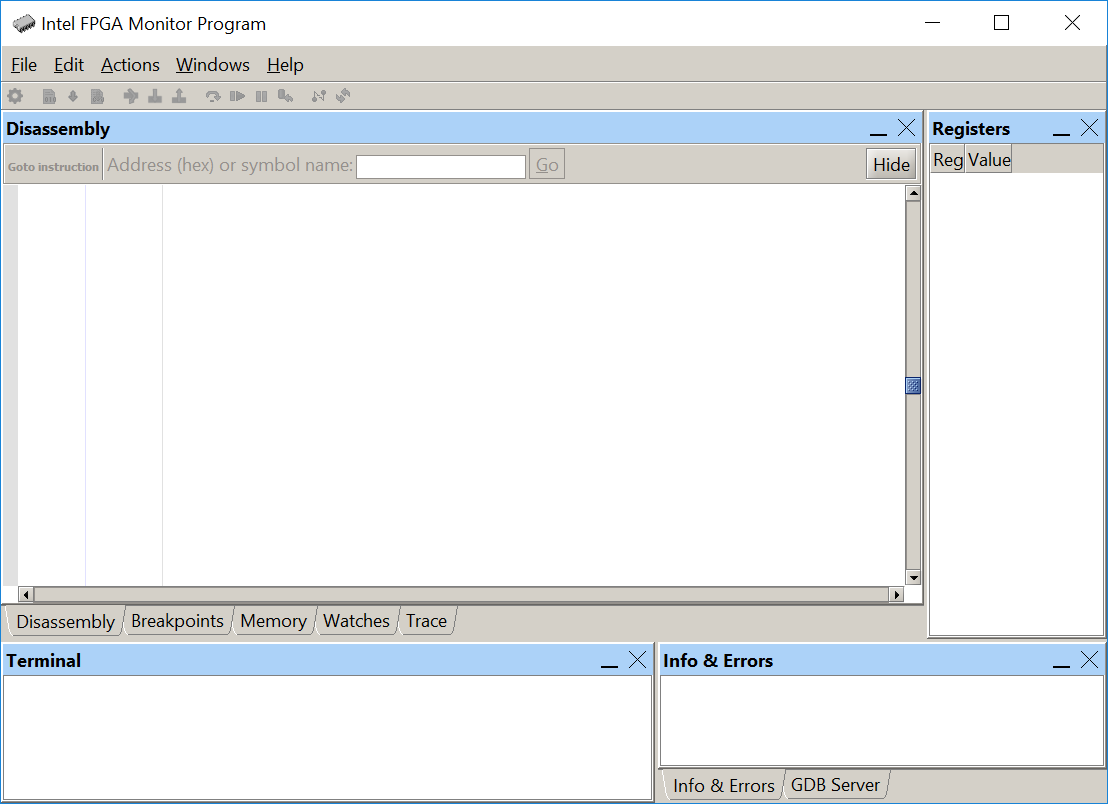 Intel FPGA Monitor Program
File Edit Actions Windows Help
Disassembly
Goto instruction Address (hex) or symbol name: Go Hide
Registers
Reg Value
Disassembly Breakpoints Memory Watches Trace
Terminal
Info & Errors
Info & Errors GDB Server